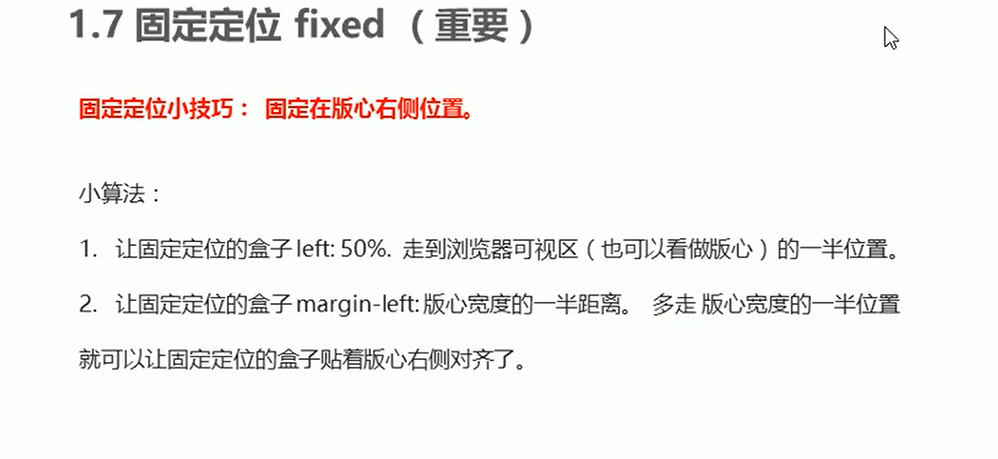 1.7 固定定位 fixed （重要）
固定定位小技巧： 固定在版心右侧位置。
小算法：
1. 让固定定位的盒子 left: 50%. 走到浏览器可视区（也可以看做版心）的一半位置。
2. 让固定定位的盒子 margin-left: 版心宽度的一半距离。 多走 版心宽度的一半位置
就可以让固定定位的盒子贴着版心右侧对齐了。